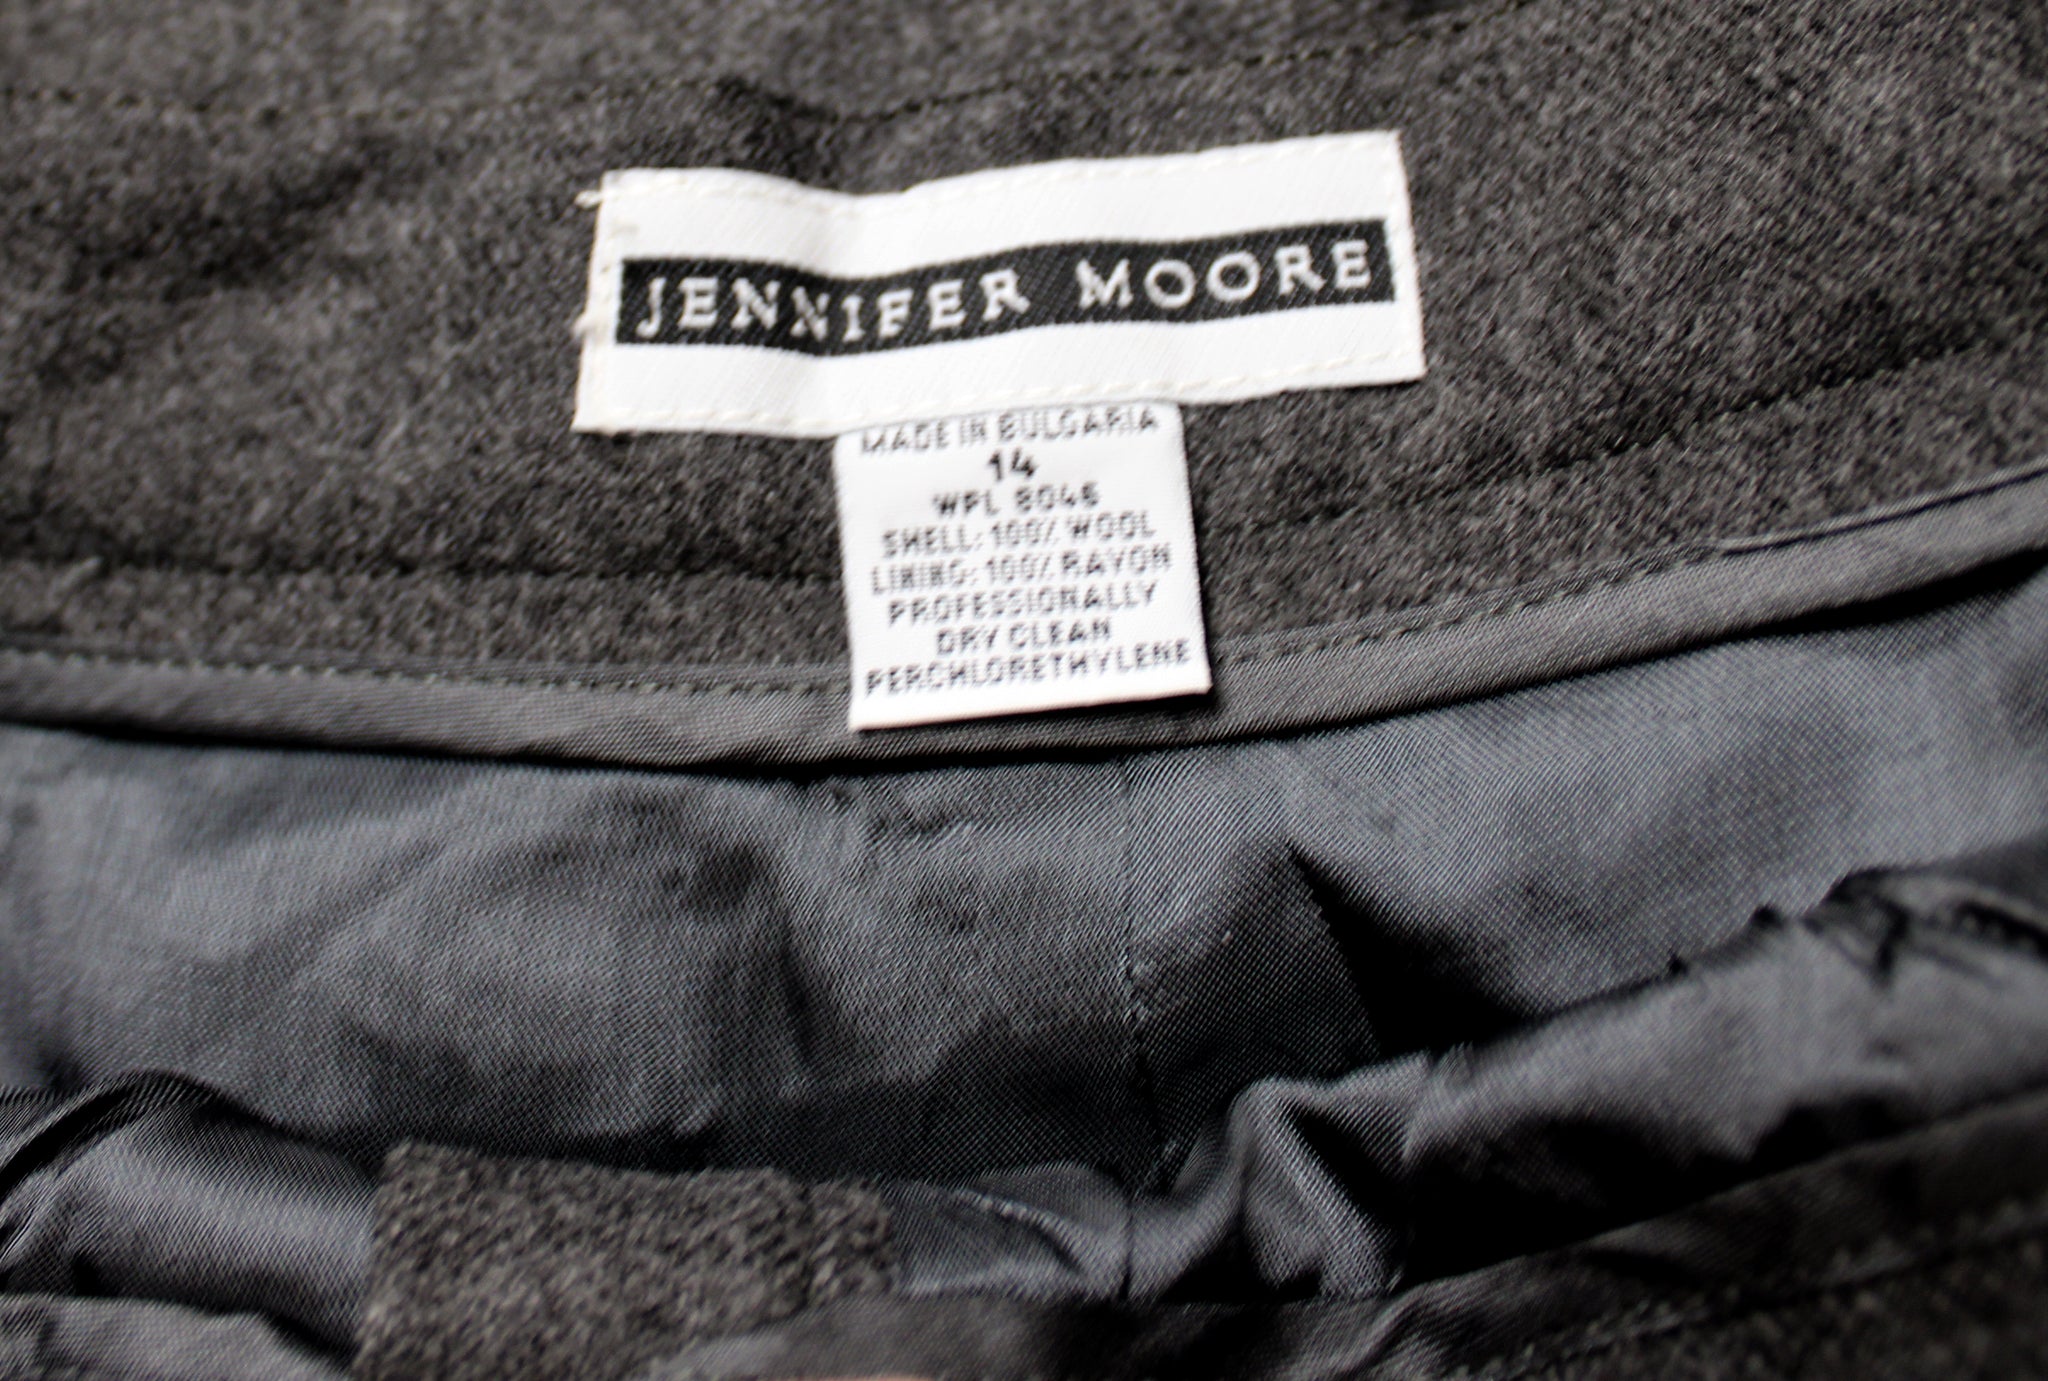 JENNIFER MOORE
MADE IN BULGARIA
14
WPL 8046
SHELL: 100% WOOL
LINING: 100% RAYON
PROFESSIONALLY
DRY CLEAN
PERCHLORETHYLENE